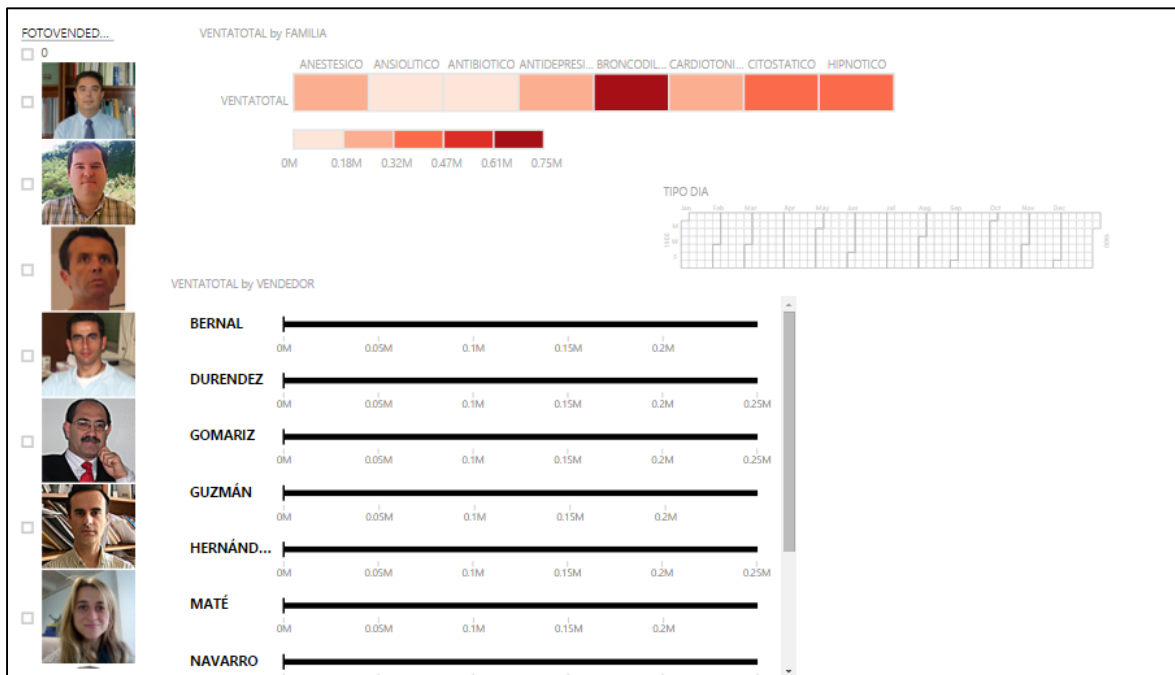 FOTOVENDED...
0
VENTATOTAL by FAMILIA
ANESTESICO ANSIOLITICO ANTIBIOTICO ANTIDEPRESI... BRONCODIL... CARDIOTONI... CITOSTATICO HIPNOTICO
VENTATOTAL
0M 0.18M 0.32M 0.47M 0.61M 0.75M
TIPO DIA
Jan Feb Mar Apr May Jun Jul Aug Sep Oct Nov Dec
M
W
F
VENTATOTAL by VENDEDOR
BERNAL
0M 0.05M 0.1M 0.15M 0.2M
DURENDEZ
0M 0.05M 0.1M 0.15M 0.2M 0.25M
GOMARIZ
0M 0.05M 0.1M 0.15M 0.2M 0.25M
GUZMÁN
0M 0.05M 0.1M 0.15M 0.2M
HERNÁND...
0M 0.05M 0.1M 0.15M 0.2M 0.25M
MATÉ
0M 0.05M 0.1M 0.15M 0.2M
NAVARRO